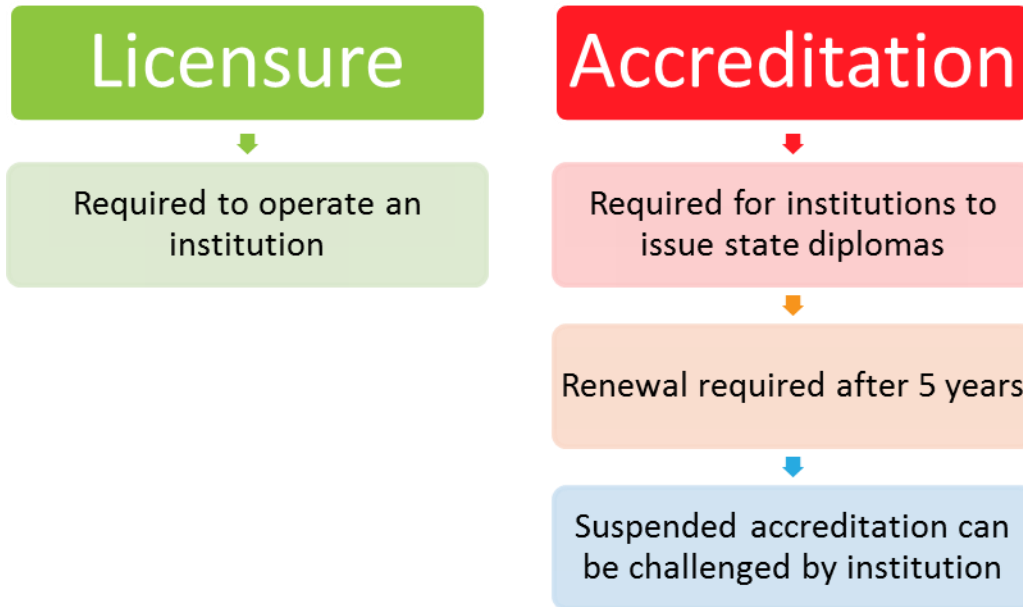 Licensure
Required to operate an
institution
Accreditation
Required for institutions to
issue state diplomas
Renewal required after 5 years
Suspended accreditation can
be challenged by institution